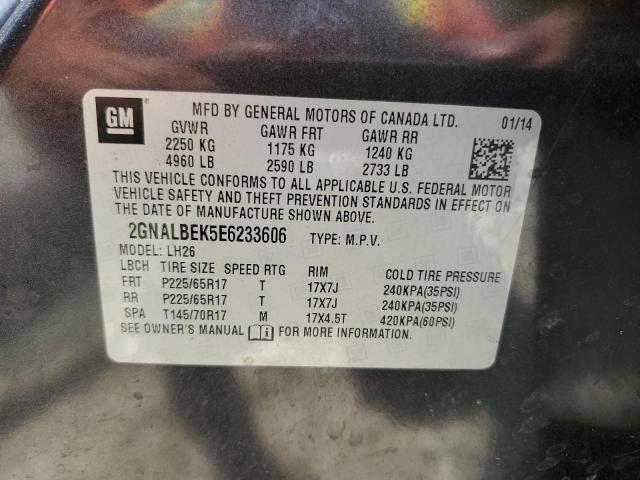 GM ®
MFD BY GENERAL MOTORS OF CANADA LTD.
01/14
GVWR GAWR FRT GAWR RR
2250 KG 1175 KG 1240 KG
4960 LB 2590 LB 2733 LB
THIS VEHICLE CONFORMS TO ALL APPLICABLE U.S. FEDERAL MOTOR
VEHICLE SAFETY AND THEFT PREVENTION STANDARDS IN EFFECT ON
THE DATE OF MANUFACTURE SHOWN ABOVE.
2GNALBEK5E6233606 TYPE: M.P.V.
MODEL: LH26
LBCH TIRE SIZE SPEED RTG RIM COLD TIRE PRESSURE
FRT P225/65R17 T 17X7J 240KPA(35PSI)
RR P225/65R17 T 17X7J 240KPA(35PSI)
SPA T145/70R17 M 17X4.5T 420KPA(60PSI)
SEE OWNER'S MANUAL FOR MORE INFORMATION.